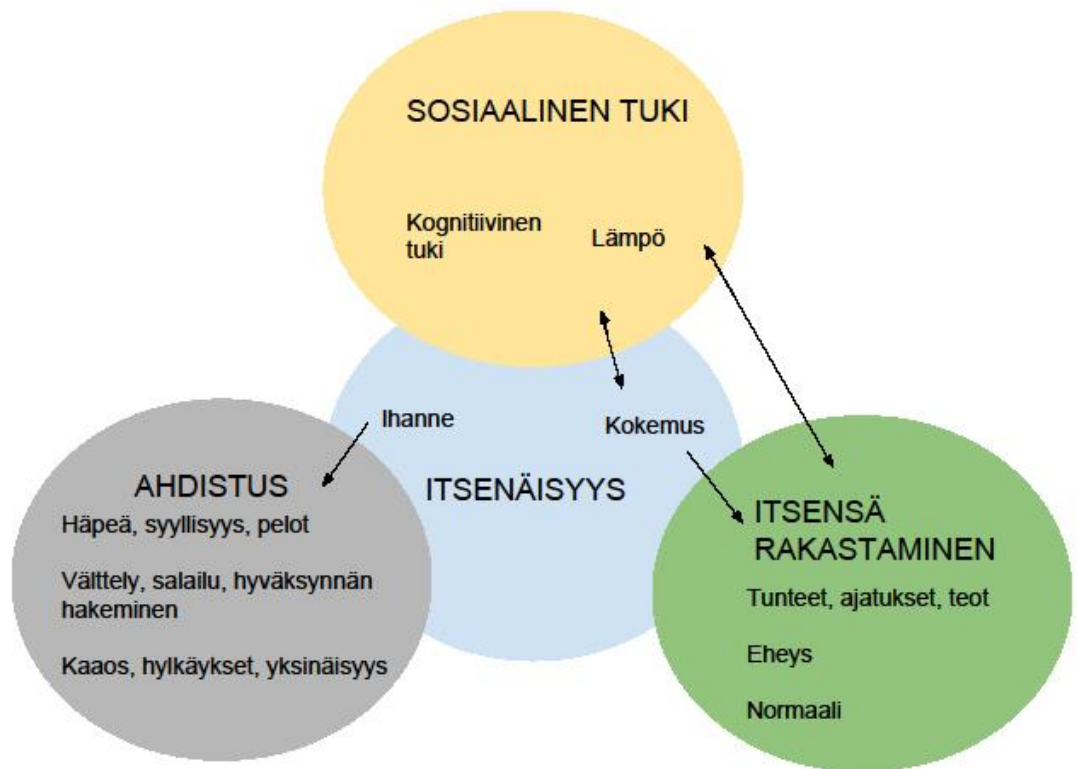 SOSIAALINEN TUKI
Kognitiivinen
tuki
Lämpö
Ihanne
Kokemus
ITSENÄISYYS
AHDISTUS
Häpeä, syyllisyys, pelot
Välttely, salailu, hyväksynnän
hakeminen
Kaaos, hylkäykset, yksinäisyys
ITSENSÄ
RAKASTAMINEN
Tunteet, ajatukset, teot
Eheys
Normaali